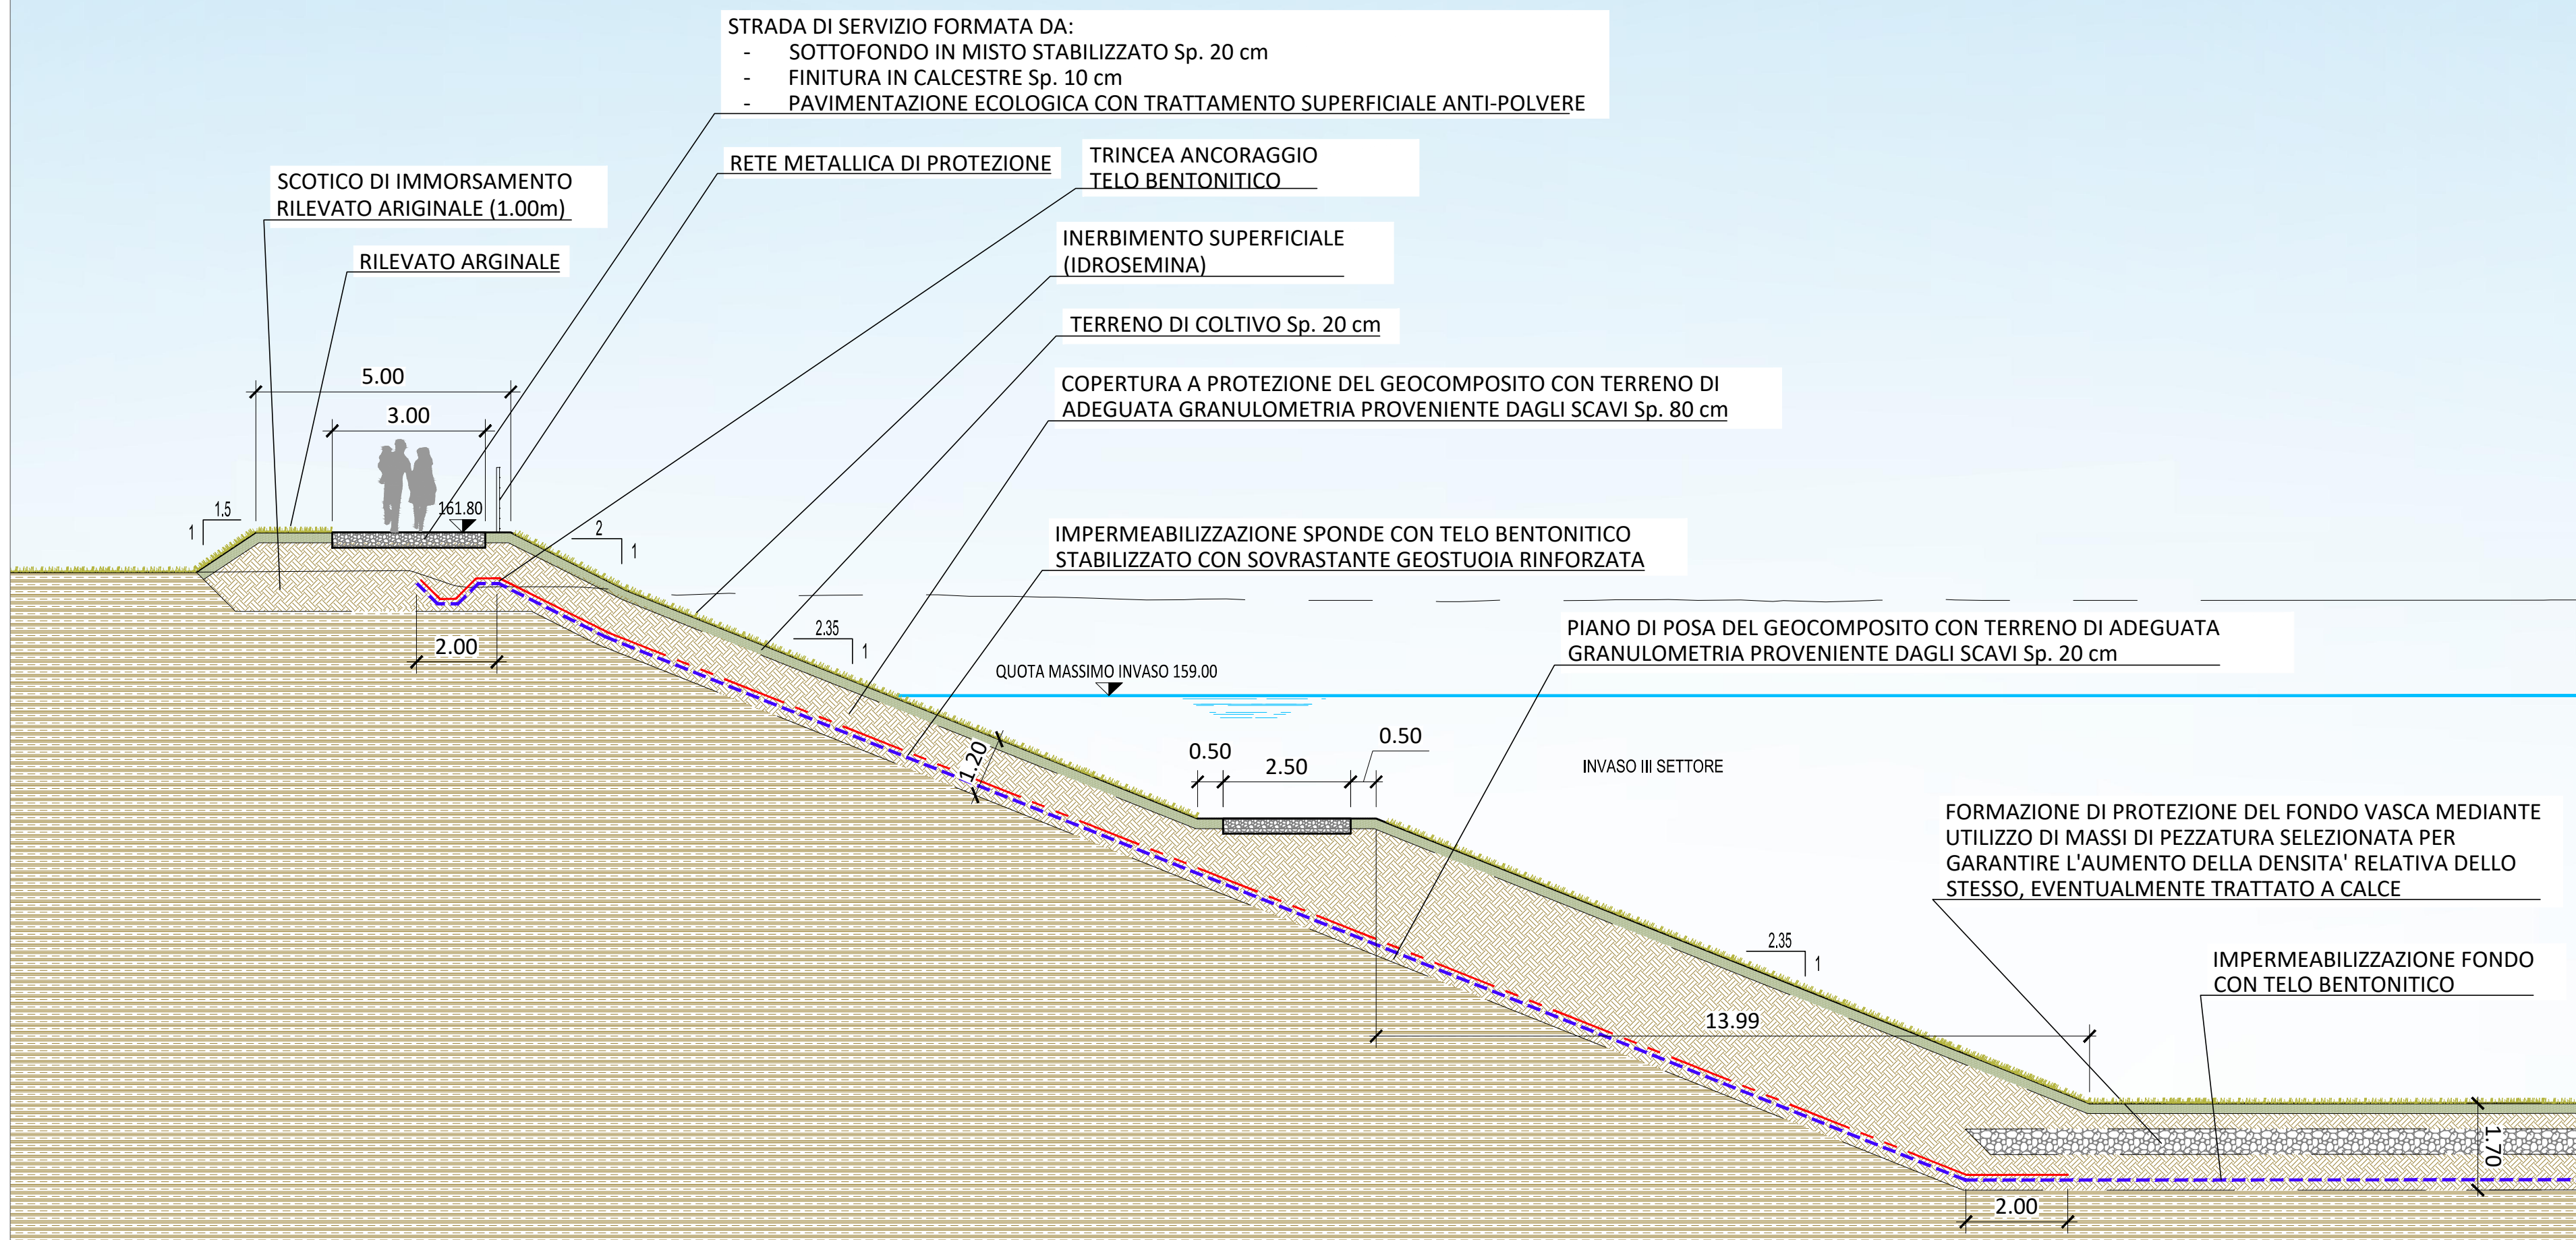 STRADA DI SERVIZIO FORMATA DA:
- SOTTOFONDO IN MISTO STABILIZZATO Sp. 20 cm
- FINITURA IN CALCESTRE Sp. 10 cm
- PAVIMENTAZIONE ECOLOGICA CON TRATTAMENTO SUPERFICIALE ANTI-POLVERE
RETE METALLICA DI PROTEZIONE
TRINCEA ANCORAGGIO
TELO BENTONITICO
SCOTICO DI IMMORSAMENTO
RILEVATO ARIGINALE (1.00m)
RILEVATO ARGINALE
INERBIMENTO SUPERFICIALE
(IDROSEMINA)
TERRENO DI COLTIVO Sp. 20 cm
COPERTURA A PROTEZIONE DEL GEOCOMPOSITO CON TERRENO DI
ADEGUATA GRANULOMETRIA PROVENIENTE DAGLI SCAVI Sp. 80 cm
5.00
3.00
161.80
1.5
1
2
1
IMPERMEABILIZZAZIONE SPONDE CON TELO BENTONITICO
STABILIZZATO CON SOVRASTANTE GEOSTUOIA RINFORZATA
2.00
2.35
1
PIANO DI POSA DEL GEOCOMPOSITO CON TERRENO DI ADEGUATA
GRANULOMETRIA PROVENIENTE DAGLI SCAVI Sp. 20 cm
QUOTA MASSIMO INVASO 159.00
1.20
0.50
2.50
0.50
INVASO III SETTORE
FORMAZIONE DI PROTEZIONE DEL FONDO VASCA MEDIANTE
UTILIZZO DI MASSI DI PEZZATURA SELEZIONATA PER
GARANTIRE L'AUMENTO DELLA DENSITA' RELATIVA DELLO
STESSO, EVENTUALMENTE TRATTATO A CALCE
2.35
1
IMPERMEABILIZZAZIONE FONDO
CON TELO BENTONITICO
13.99
1.70
2.00